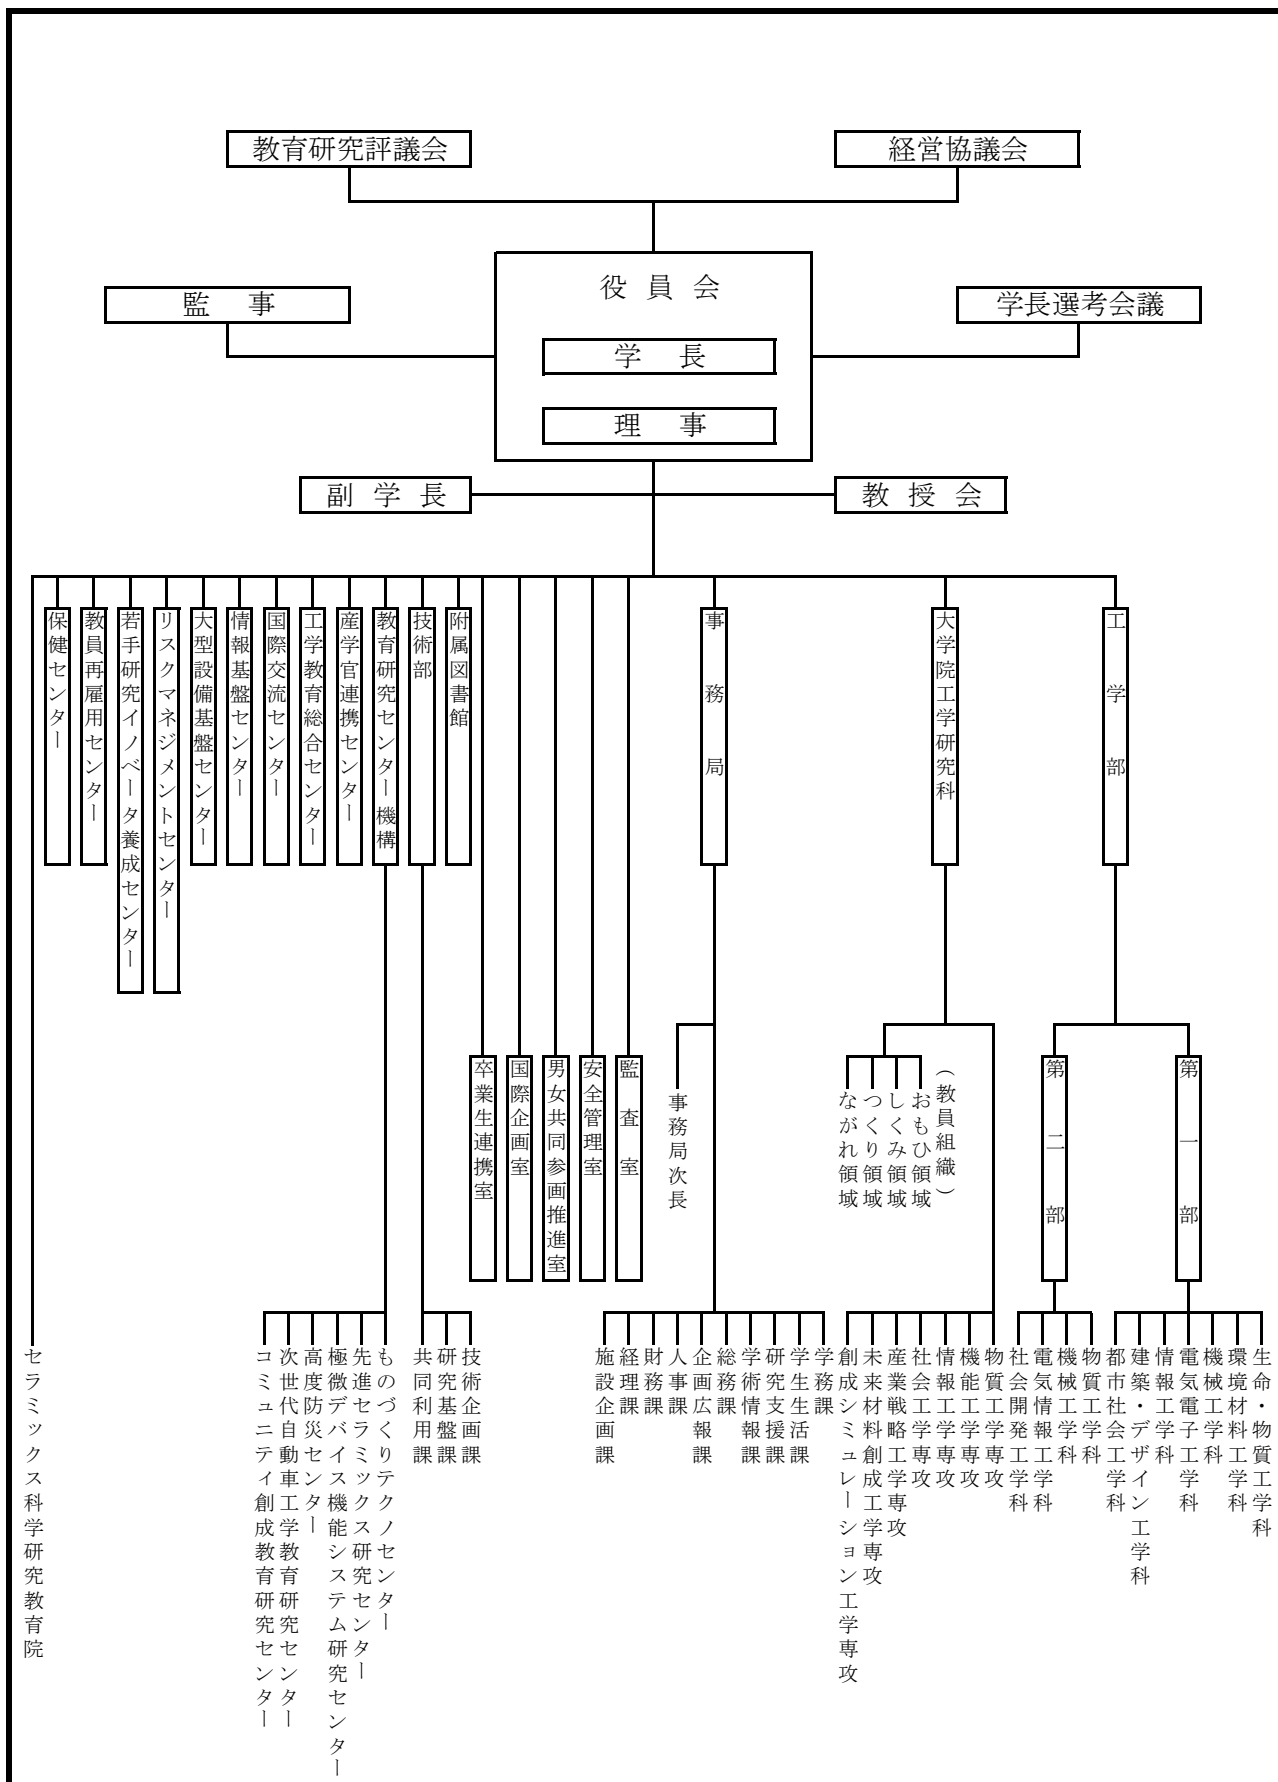 教育研究評議会
経営協議会
役員会
監事
学長選考会議
学長
理事
副学長
教授会
工学部
大学院工学研究科
事務局
附属図書館
技術部
教育研究センター機構
産学官連携センター
工学教育総合センター
国際交流センター
情報基盤センター
大型設備基盤センター
リスクマネジメントセンター
若手研究イノベータ養成センター
教員再雇用センター
保健センター
第一部
第二部
(教員組織)
おもひ領域
しくみ領域
つくり領域
ながれ領域
事務局次長
監査室
安全管理室
男女共同参画推進室
国際企画室
卒業生連携室
生命・物質工学科
環境材料工学科
機械工学科
電気電子工学科
情報工学科
建築・デザイン工学科
都市社会工学科
物質工学科
機械工学科
電気情報工学科
社会開発工学科
物質工学専攻
機能工学専攻
情報工学専攻
社会工学専攻
産業戦略工学専攻
未来材料創成工学専攻
創成シミュレーション工学専攻
学務課
学生生活課
研究支援課
学術情報課
総務課
企画広報課
人事課
財務課
経理課
施設企画課
技術企画課
研究基盤課
共同利用課
ものづくりテクノセンター
先進セラミックス研究センター
極微デバイス機能システム研究センター
高度防災センター
次世代自動車工学教育研究センター
コミュニティ創成教育研究センター
セラミックス科学研究教育院